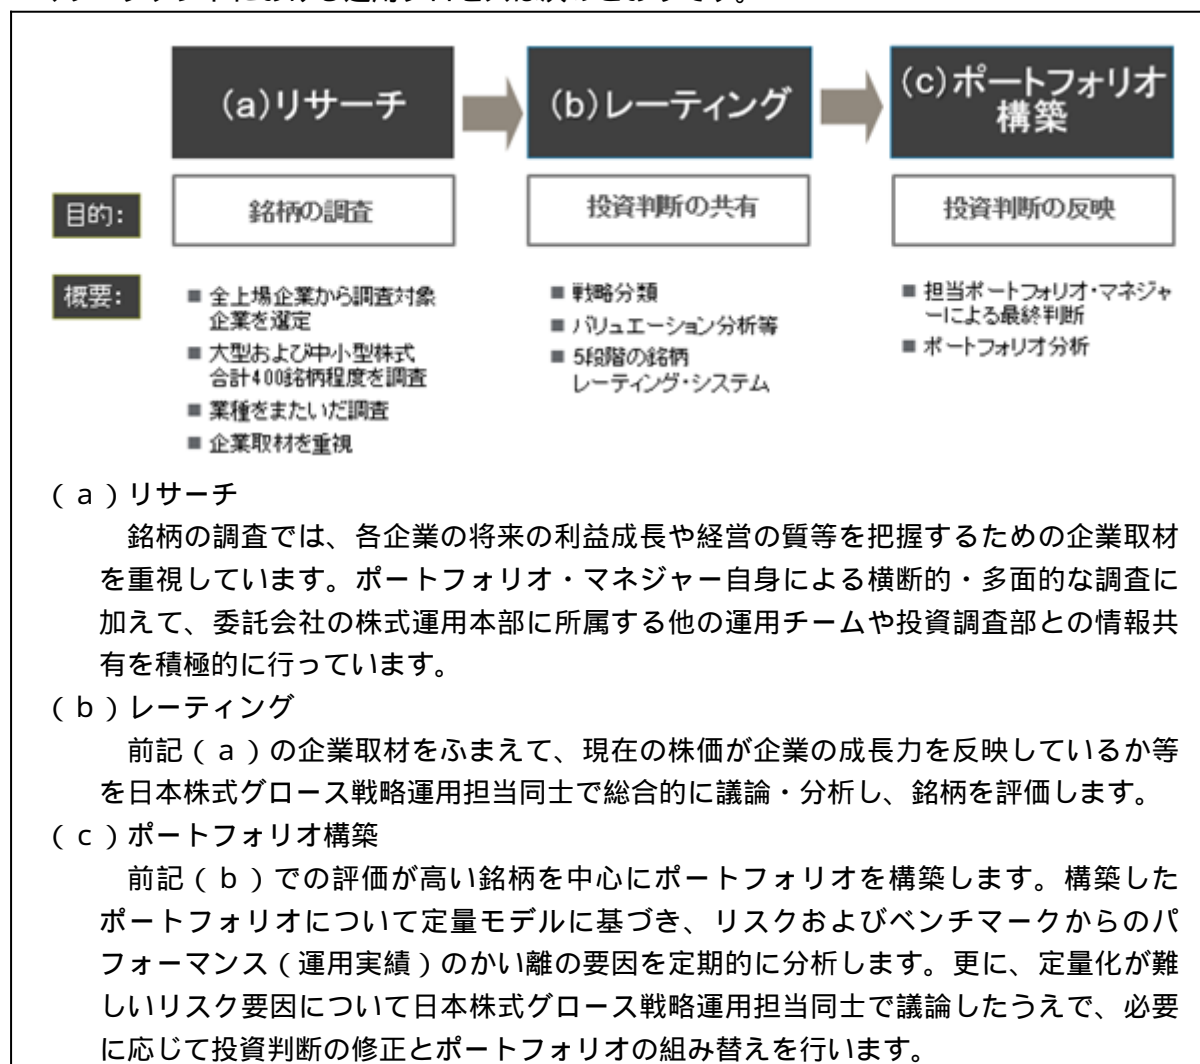 (a)リサーチ
(b)レーティング
(c)ポートフォリオ
構築
目的:
銘柄の調査
投資判断の共有
投資判断の反映
概要:
■ 全上場企業から調査対象
企業を選定
■ 大型および中小型株式
合計400銘柄程度を調査
■ 業種をまたいだ調査
■ 企業取材を重視
■ 戦略分類
■ バリュエーション分析等
■ 5段階の銘柄
レーティング・システム
■ 担当ポートフォリオ・マネジャ
ーによる最終判断
■ ポートフォリオ分析
(a)リサーチ
銘柄の調査では、各企業の将来の利益成長や経営の質等を把握するための企業取材
を重視しています。ポートフォリオ・マネジャー自身による横断的・多面的な調査に
加えて、委託会社の株式運用本部に所属する他の運用チームや投資調査部との情報共
有を積極的に行っています。
(b)レーティング
前記(a)の企業取材をふまえて、現在の株価が企業の成長力を反映しているか等
を日本株式グロース戦略運用担当同士で総合的に議論・分析し、銘柄を評価します。
(c)ポートフォリオ構築
前記(b)での評価が高い銘柄を中心にポートフォリオを構築します。構築した
ポートフォリオについて定量モデルに基づき、リスクおよびベンチマークからのパ
フォーマンス(運用実績)のかい離の要因を定期的に分析します。更に、定量化が難
しいリスク要因について日本株式グロース戦略運用担当同士で議論したうえで、必要
に応じて投資判断の修正とポートフォリオの組み替えを行います。